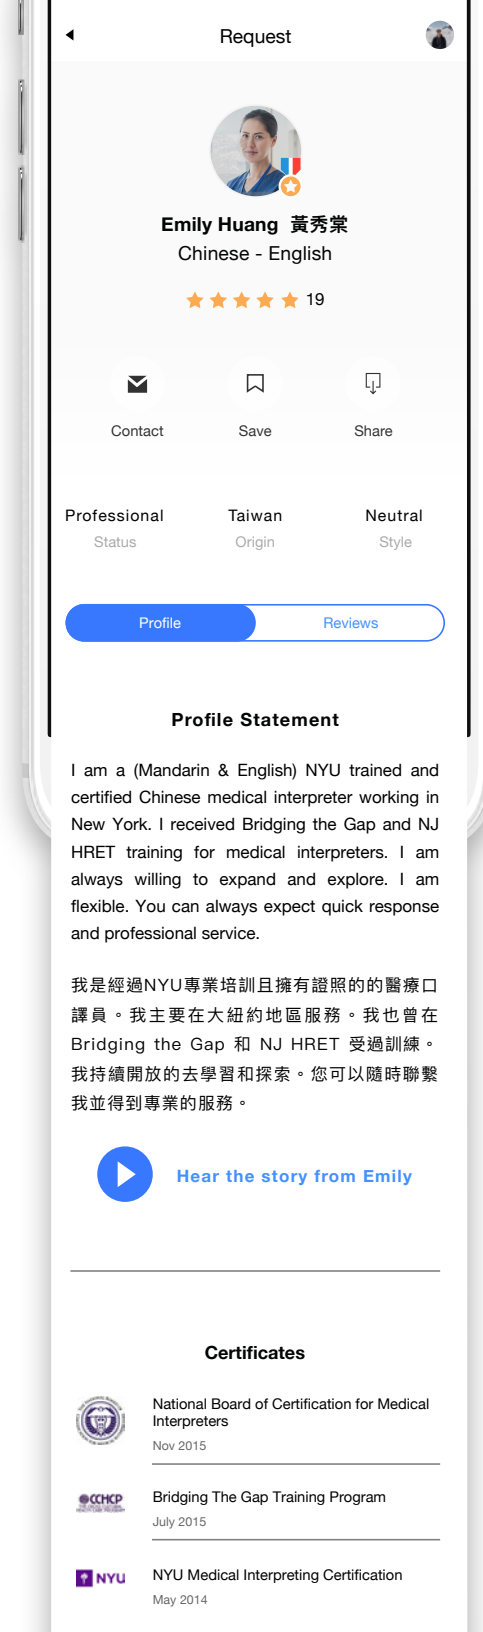 Request
Emily Huang 黃秀棠
Chinese - English
19
Contact
Save
Share
Professional
Taiwan
Neutral
Status
Origin
Style
Profile
Reviews
Profile Statement
I am a (Mandarin & English) NYU trained and
certified Chinese medical interpreter working in
New York. I received Bridging the Gap and NJ
HRET training for medical interpreters. I am
always willing to expand and explore. I am
flexible. You can always expect quick response
and professional service.
我是經過NYU專業培訓且擁有證照的的醫療口
譯員。我主要在大紐約地區服務。我也曾在
Bridging the Gap 和 NJ HRET 受過訓練。
我持續開放的去學習和探索。您可以隨時聯繫
我並得到專業的服務。
Hear the story from Emily
Certificates
National Board of Certification for Medical
Interpreters
Nov 2015
CCHCP
Bridging The Gap Training Program
July 2015
NYU
NYU Medical Interpreting Certification
May 2014